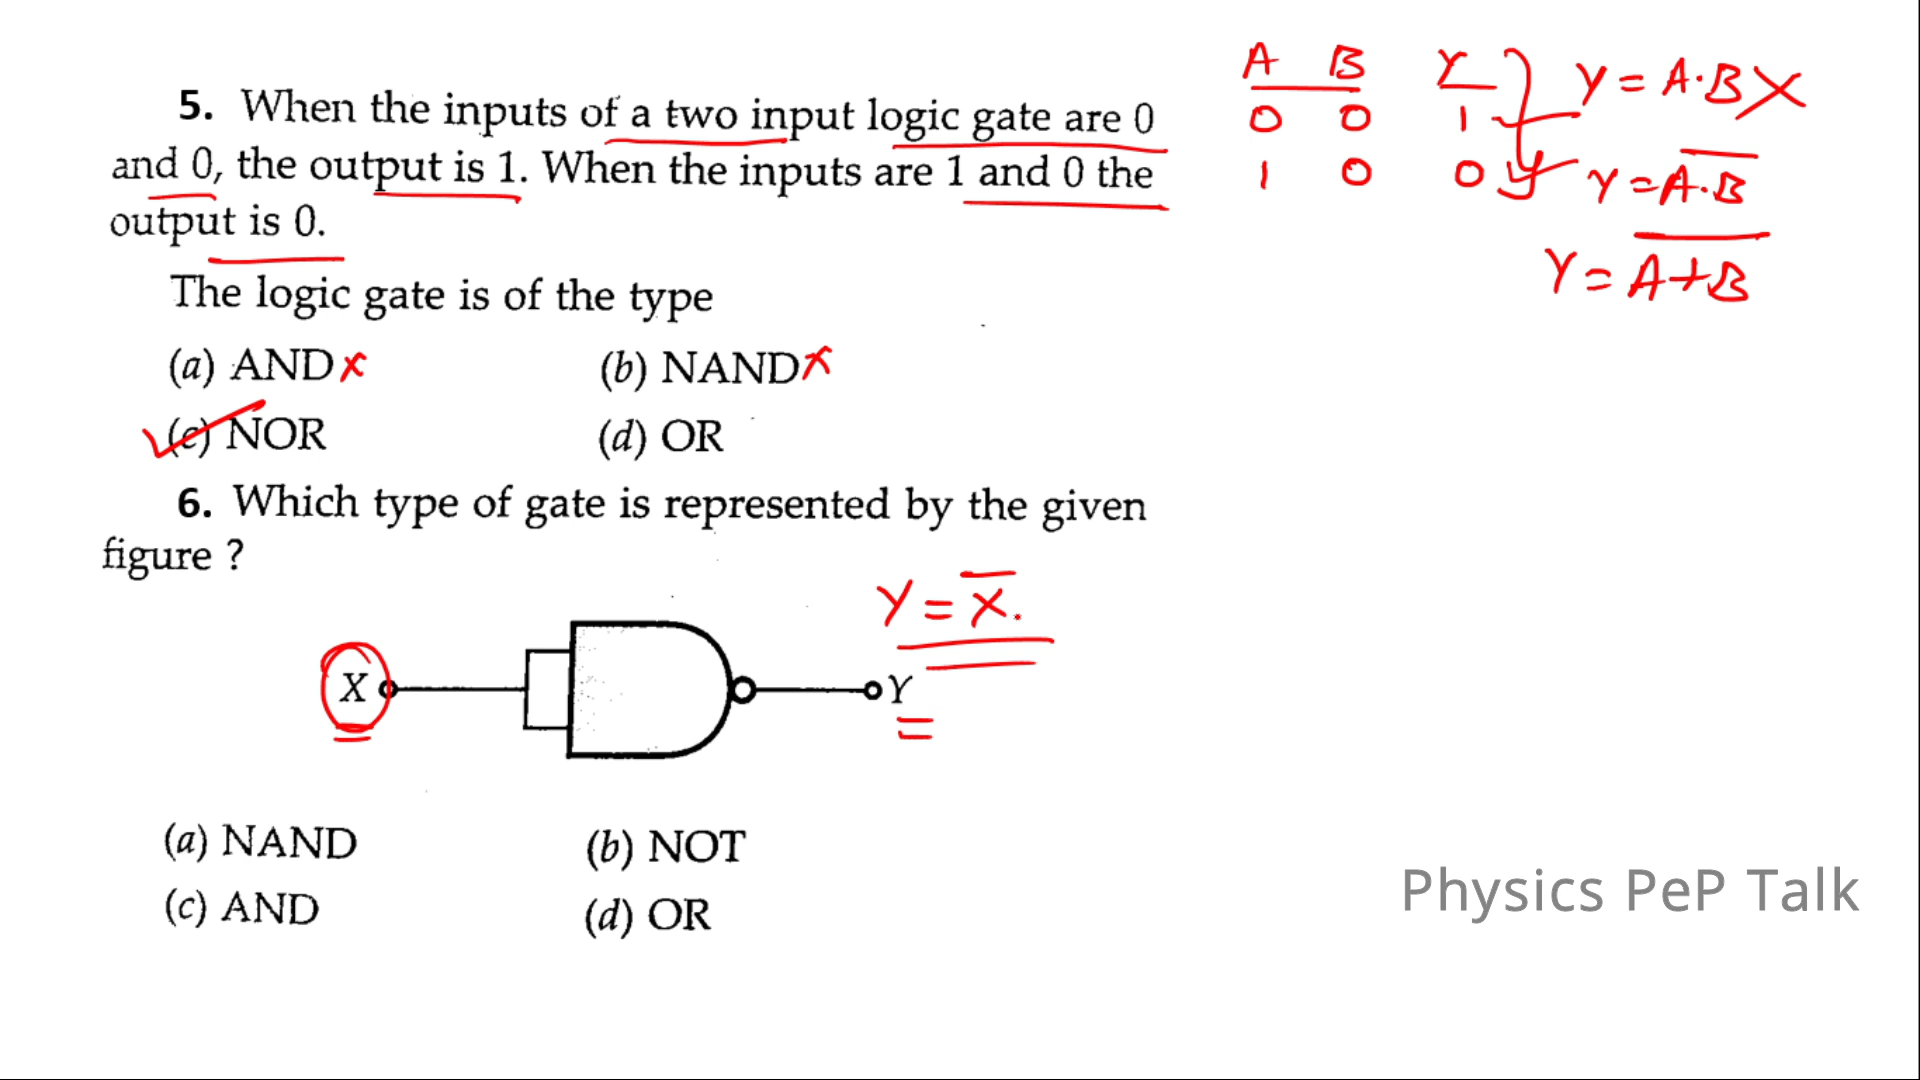 5. When the inputs of a two input logic gate are 0
and 0, the output is 1. When the inputs are 1 and 0 the
output is 0.
The logic gate is of the type
(a) AND x
(b) NAND x
(c) NOR
(d) OR
6. Which type of gate is represented by the given
figure ?
X
Y
Y = X̅.
(a) NAND
(b) NOT
(c) AND
(d) OR
A B Y
0 0 1
1 0 0
Y = A·B X
Y = A̅.̅B̅
Y = A̅+̅B̅
Physics PeP Talk